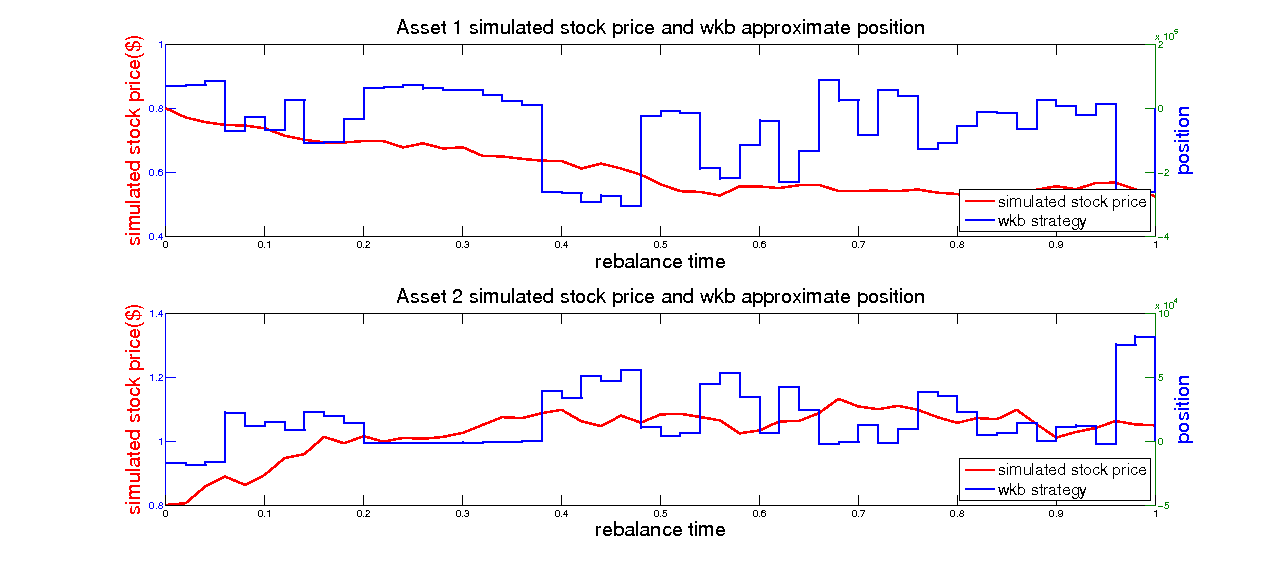 Asset 1 simulated stock price and wkb approximate position
x 10^5
simulated stock price($)
1
0.8
0.6
0.4
2
0
−2
−4
position
simulated stock price
wkb strategy
0 0.1 0.2 0.3 0.4 0.5 0.6 0.7 0.8 0.9 1
rebalance time
Asset 2 simulated stock price and wkb approximate position
x 10^4
simulated stock price($)
1.4
1.2
1
0.8
10
5
0
−5
position
simulated stock price
wkb strategy
0 0.1 0.2 0.3 0.4 0.5 0.6 0.7 0.8 0.9 1
rebalance time